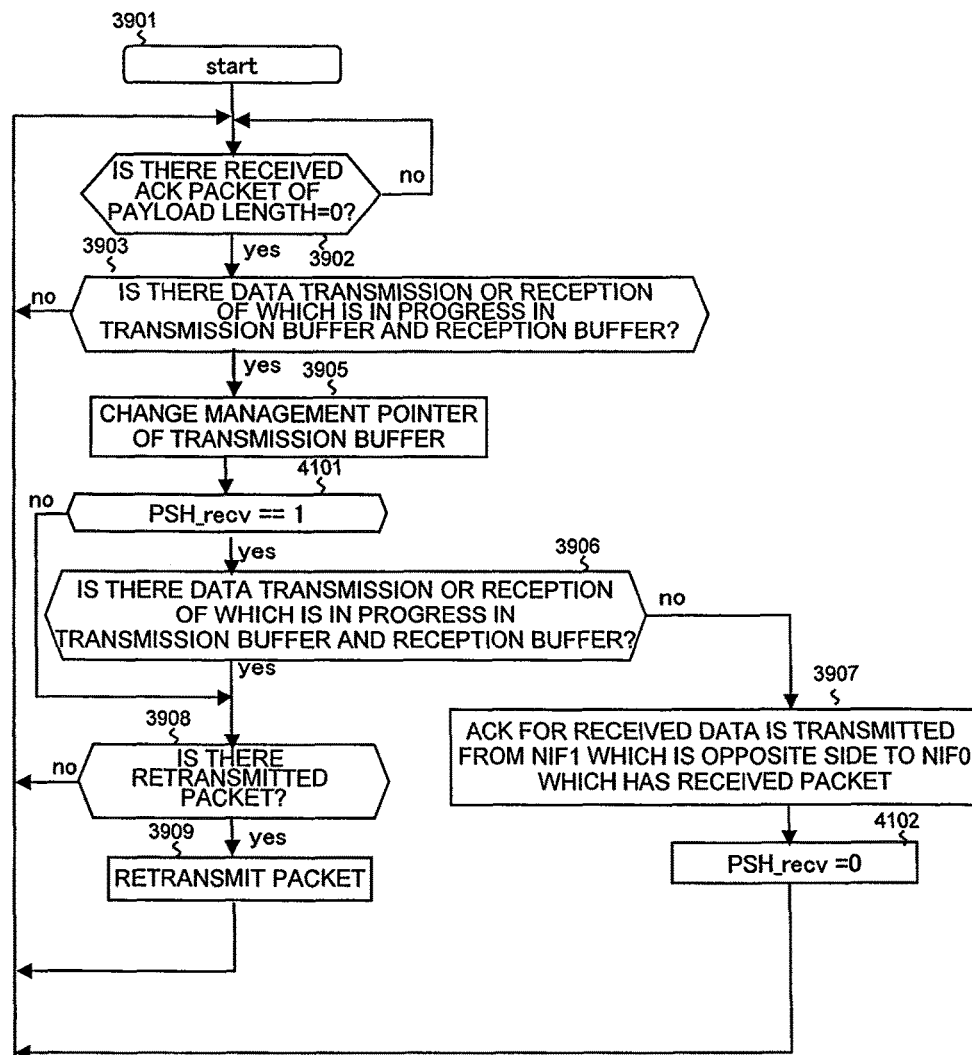 3901
start
IS THERE RECEIVED
ACK PACKET OF
PAYLOAD LENGTH=0?
no
3902
yes
3903
no
IS THERE DATA TRANSMISSION OR RECEPTION
OF WHICH IS IN PROGRESS IN
TRANSMISSION BUFFER AND RECEPTION BUFFER?
yes
3905
CHANGE MANAGEMENT POINTER
OF TRANSMISSION BUFFER
4101
no
PSH_recv == 1
yes
3906
IS THERE DATA TRANSMISSION OR RECEPTION
OF WHICH IS IN PROGRESS IN
TRANSMISSION BUFFER AND RECEPTION BUFFER?
no
yes
3907
ACK FOR RECEIVED DATA IS TRANSMITTED
FROM NIF1 WHICH IS OPPOSITE SIDE TO NIF0
WHICH HAS RECEIVED PACKET
3908
no
IS THERE
RETRANSMITTED
PACKET?
yes
3909
RETRANSMIT PACKET
4102
PSH_recv =0